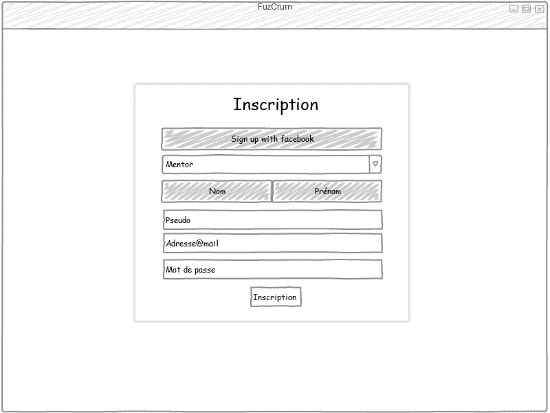 FuzCrum
Inscription
Sign up with facebook
Mentor
Nom Prénom
Pseudo
Adresse@mail
Mot de passe
Inscription